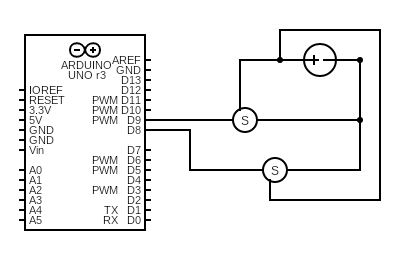 AREF
ARDUINO GND
UNO r3 D13
D12
IOREF PWM D11
RESET PWM D10
3.3V PWM D9
5V D8
GND
GND D7
Vin PWM D6
PWM D5
A0 D4
A1 PWM D3
A2 D2
A3 TX D1
A4 RX D0
A5
S
S